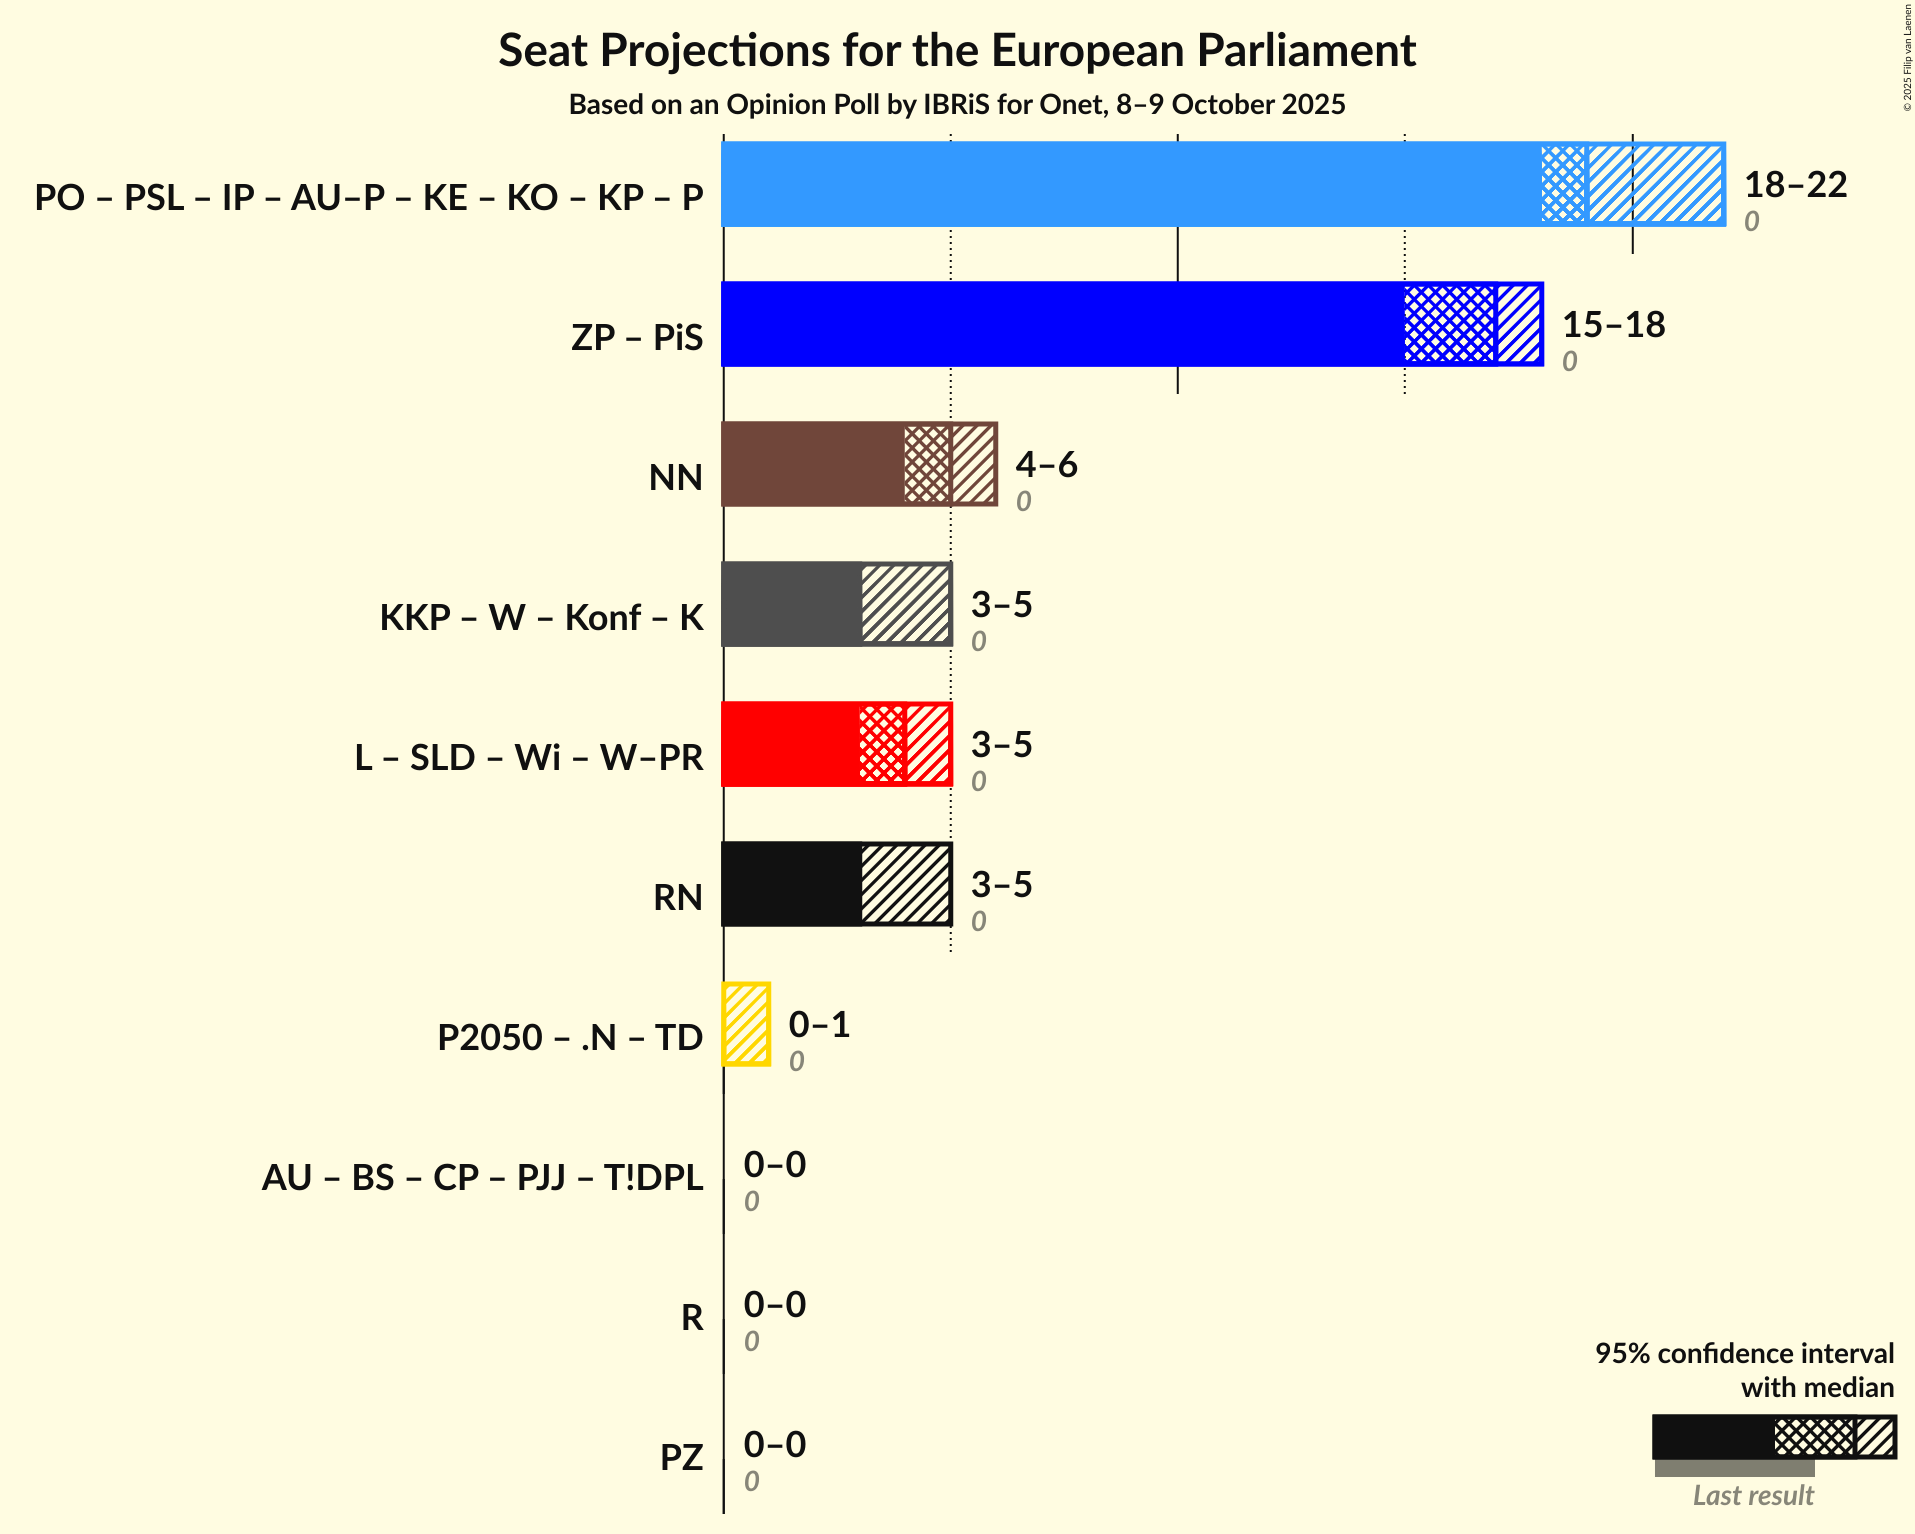 Seat Projections for the European Parliament
Based on an Opinion Poll by IBRiS for Onet, 8–9 October 2025
© 2025 Filip van Laenen
PO – PSL – IP – AU–P – KE – KO – KP – P
18–22
0
ZP – PiS
15–18
0
NN
4–6
0
KKP – W – Konf – K
3–5
0
L – SLD – Wi – W–PR
3–5
0
RN
3–5
0
P2050 – .N – TD
0–1
0
AU – BS – CP – PJJ – T!DPL
0–0
0
R
0–0
0
PZ
0–0
0
95% confidence interval
with median
Last result